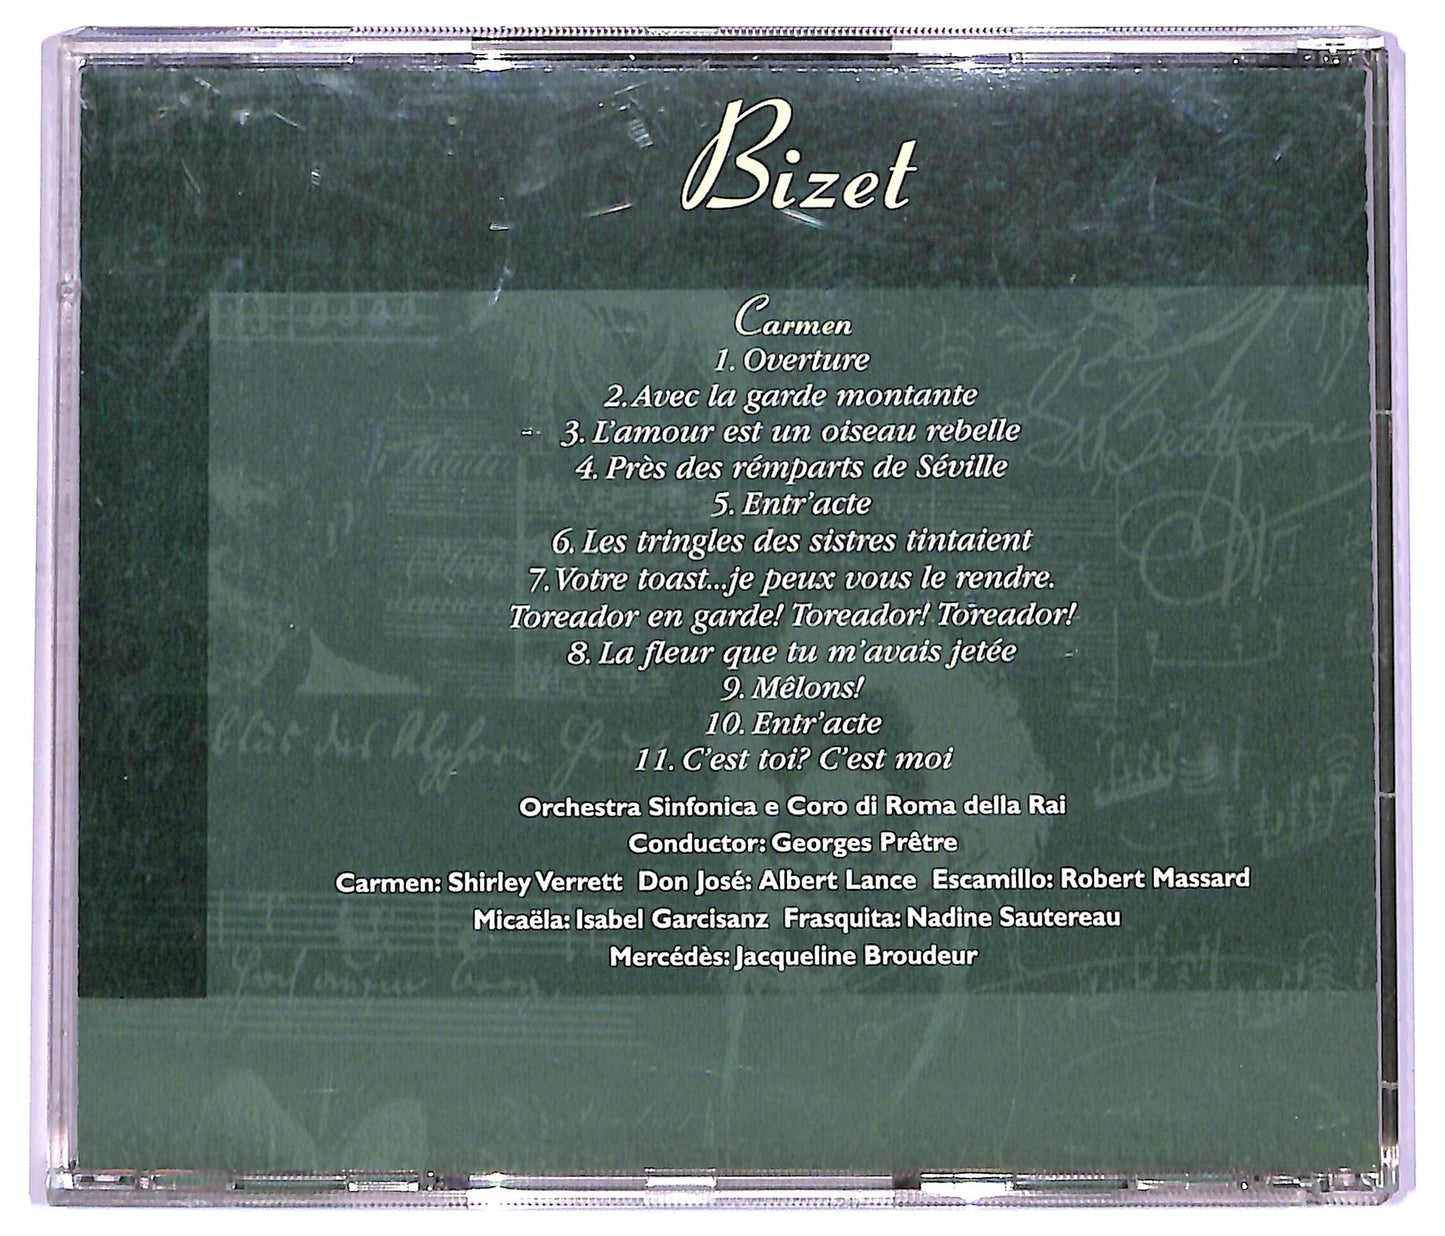 Bizet
Carmen
1. Overture
2. Avec la garde montante
3. L'amour est un oiseau rebelle
4. Près des rémparts de Séville
5. Entr'acte
6. Les tringles des sistres tintaient
7. Votre toast...je peux vous le rendre.
Toreador en garde! Toreador! Toreador!
8. La fleur que tu m'avais jetée
9. Mêlons!
10. Entr'acte
11. C'est toi? C'est moi
Orchestra Sinfonica e Coro di Roma della Rai
Conductor: Georges Prêtre
Carmen: Shirley Verrett Don José: Albert Lance Escamillo: Robert Massard
Micaëla: Isabel Garcisanz Frasquita: Nadine Sautereau
Mercédès: Jacqueline Broudeur